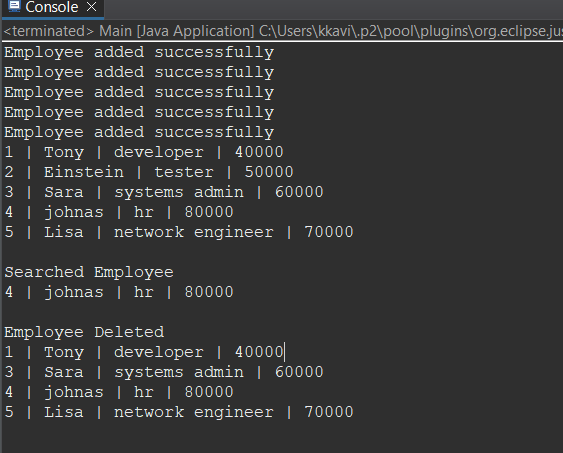 Console
<terminated> Main [Java Application] C:\Users\kkavi\.p2\pool\plugins\org.eclipse.jus
Employee added successfully
Employee added successfully
Employee added successfully
Employee added successfully
Employee added successfully
1 | Tony | developer | 40000
2 | Einstein | tester | 50000
3 | Sara | systems admin | 60000
4 | johnas | hr | 80000
5 | Lisa | network engineer | 70000
Searched Employee
4 | johnas | hr | 80000
Employee Deleted
1 | Tony | developer | 40000
3 | Sara | systems admin | 60000
4 | johnas | hr | 80000
5 | Lisa | network engineer | 70000